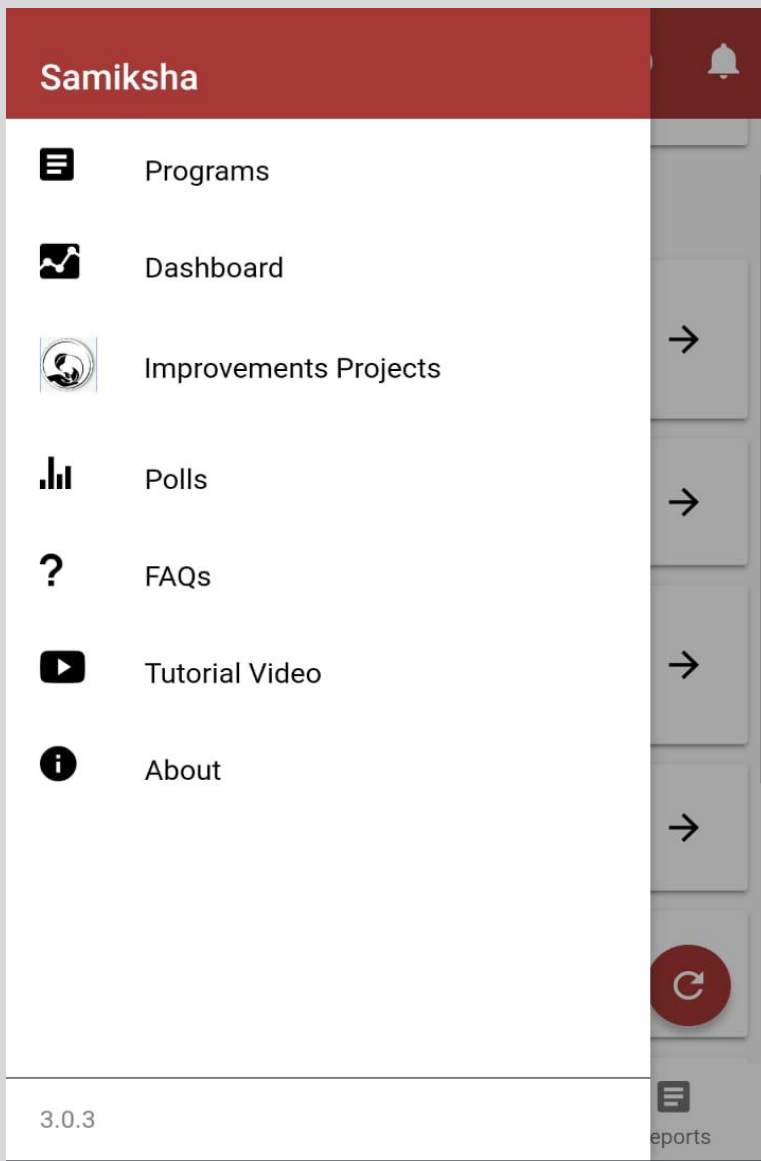 Samiksha
Programs
Dashboard
Improvements Projects
Polls
FAQs
Tutorial Video
About
3.0.3
eports